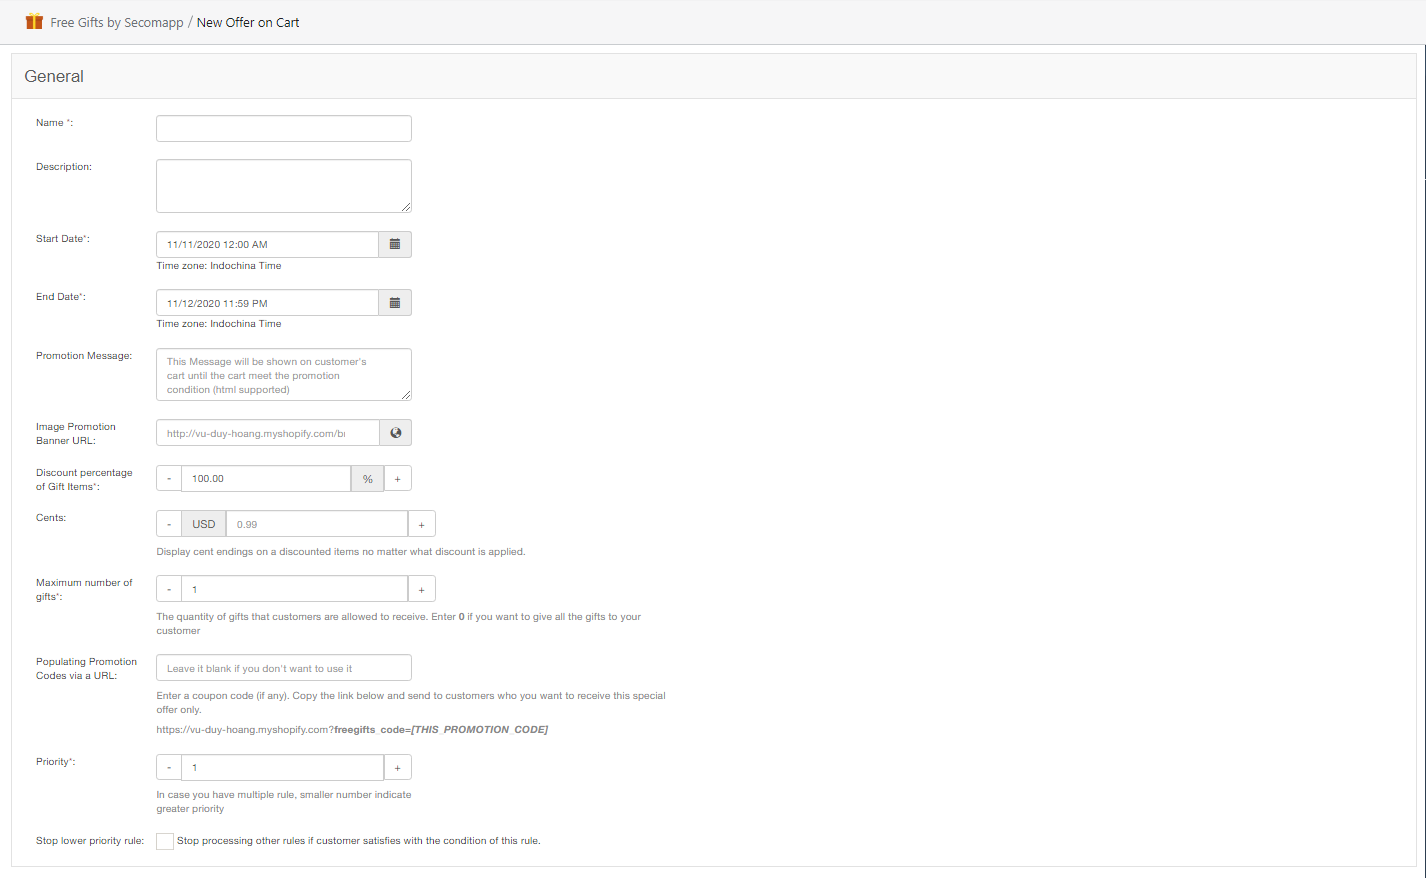 Free Gifts by Secomapp / New Offer on Cart
General
Name *:
Description:
Start Date*:
11/11/2020 12:00 AM
Time zone: Indochina Time
End Date*:
11/12/2020 11:59 PM
Time zone: Indochina Time
Promotion Message:
This Message will be shown on customer's
cart until the cart meet the promotion
condition (html supported)
Image Promotion
Banner URL:
http://vu-duy-hoang.myshopify.com/bı
Discount percentage
of Gift Items*:
- 100.00 % +
Cents:
- USD 0.99 +
Display cent endings on a discounted items no matter what discount is applied.
Maximum number of
gifts*:
- 1 +
The quantity of gifts that customers are allowed to receive. Enter 0 if you want to give all the gifts to your
customer
Populating Promotion
Codes via a URL:
Leave it blank if you don't want to use it
Enter a coupon code (if any). Copy the link below and send to customers who you want to receive this special
offer only.
https://vu-duy-hoang.myshopify.com?freegifts_code=[THIS_PROMOTION_CODE]
Priority*:
- 1 +
In case you have multiple rule, smaller number indicate
greater priority
Stop lower priority rule:
Stop processing other rules if customer satisfies with the condition of this rule.